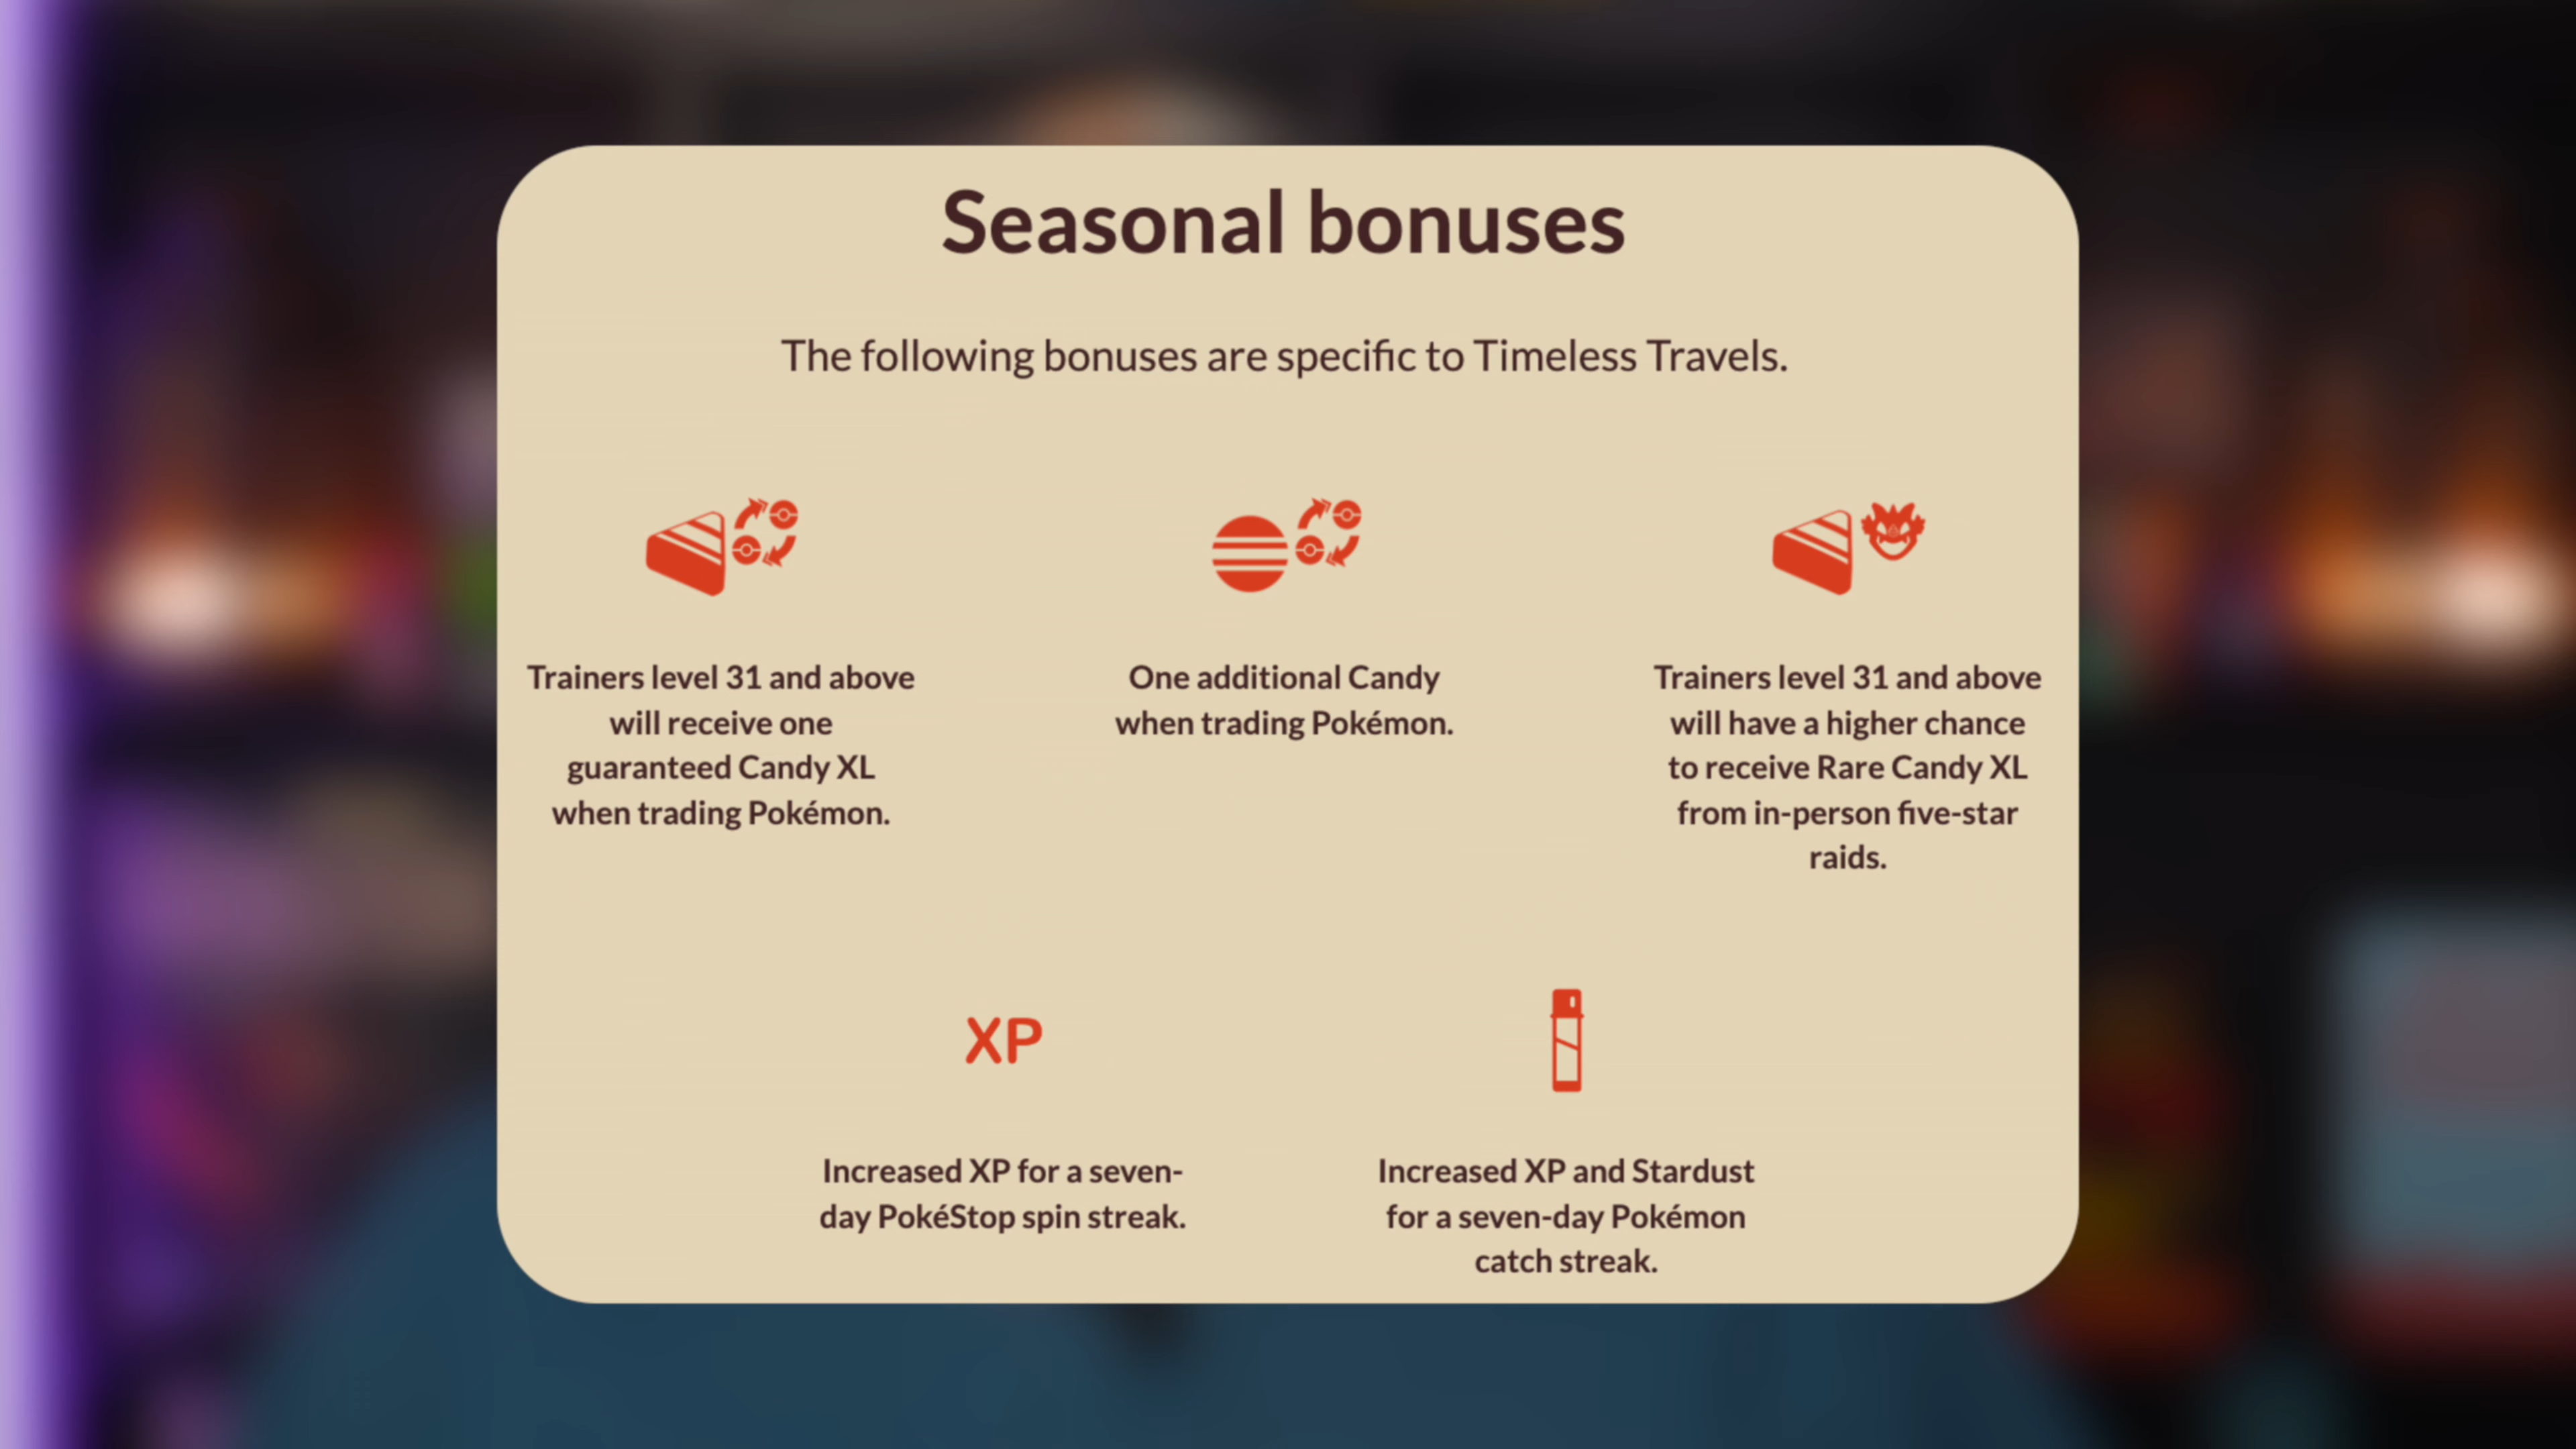 Seasonal bonuses
The following bonuses are specific to Timeless Travels.
Trainers level 31 and above
will receive one
guaranteed Candy XL
when trading Pokémon.
One additional Candy
when trading Pokémon.
Trainers level 31 and above
will have a higher chance
to receive Rare Candy XL
from in-person five-star
raids.
XP
Increased XP for a seven-
day PokéStop spin streak.
Increased XP and Stardust
for a seven-day Pokémon
catch streak.